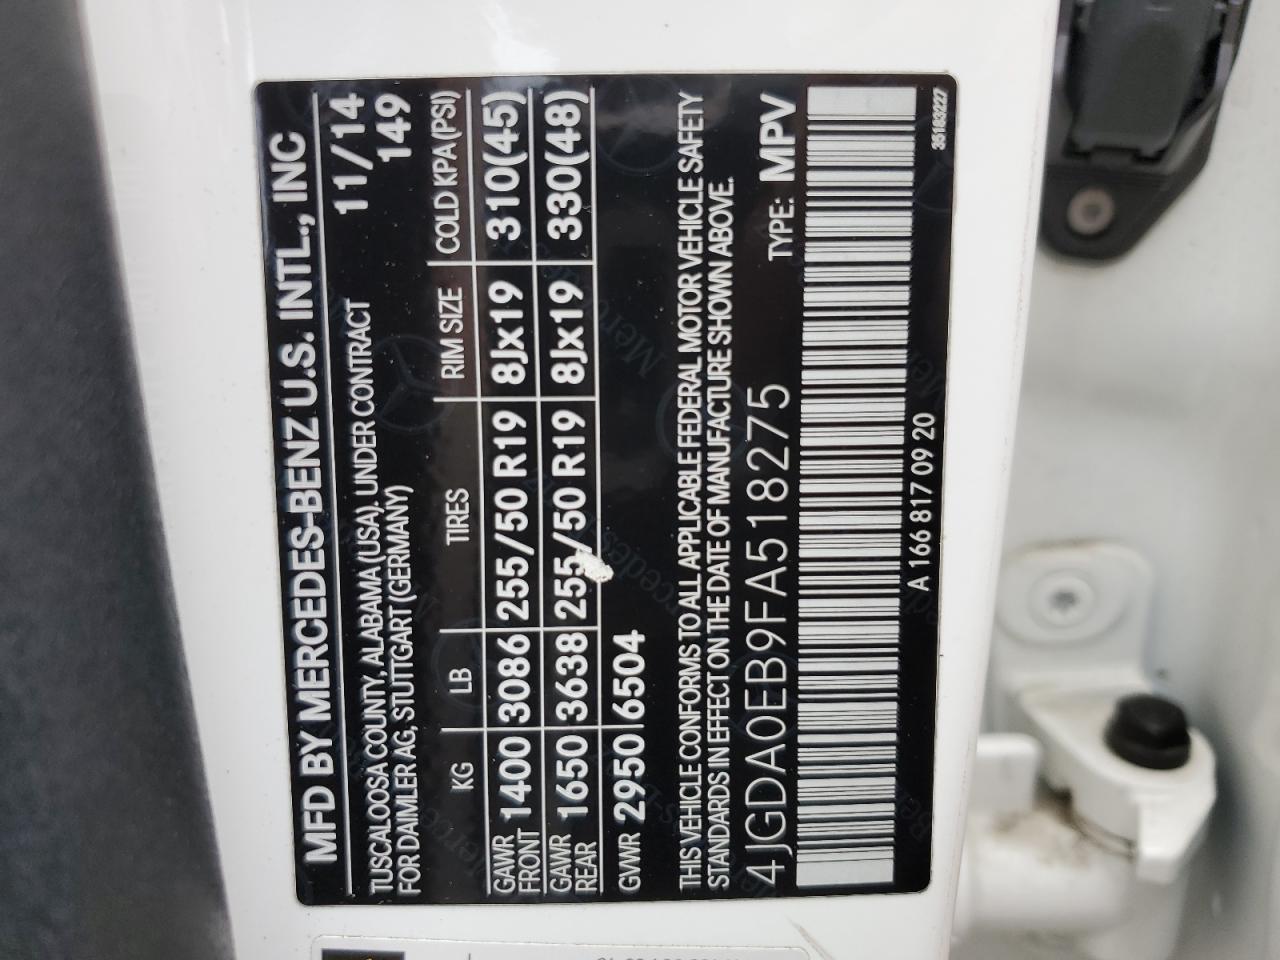 MFD BY MERCEDES-BENZ U.S. INTL., INC
TUSCALOOSA COUNTY, ALABAMA (USA), UNDER CONTRACT 11/14
FOR DAIMLER AG, STUTTGART (GERMANY) 149
KG LB TIRES RIM SIZE COLD KPA (PSI)
GAWR FRONT 1400 3086 255/50 R19 8Jx19 310(45)
GAWR REAR 1650 3638 255/50 R19 8Jx19 330(48)
GVWR 2950 6504
THIS VEHICLE CONFORMS TO ALL APPLICABLE FEDERAL MOTOR VEHICLE SAFETY
STANDARDS IN EFFECT ON THE DATE OF MANUFACTURE SHOWN ABOVE.
4JGDA0EB9FA518275 TYPE: MPV
A 166 817 09 20
35183227